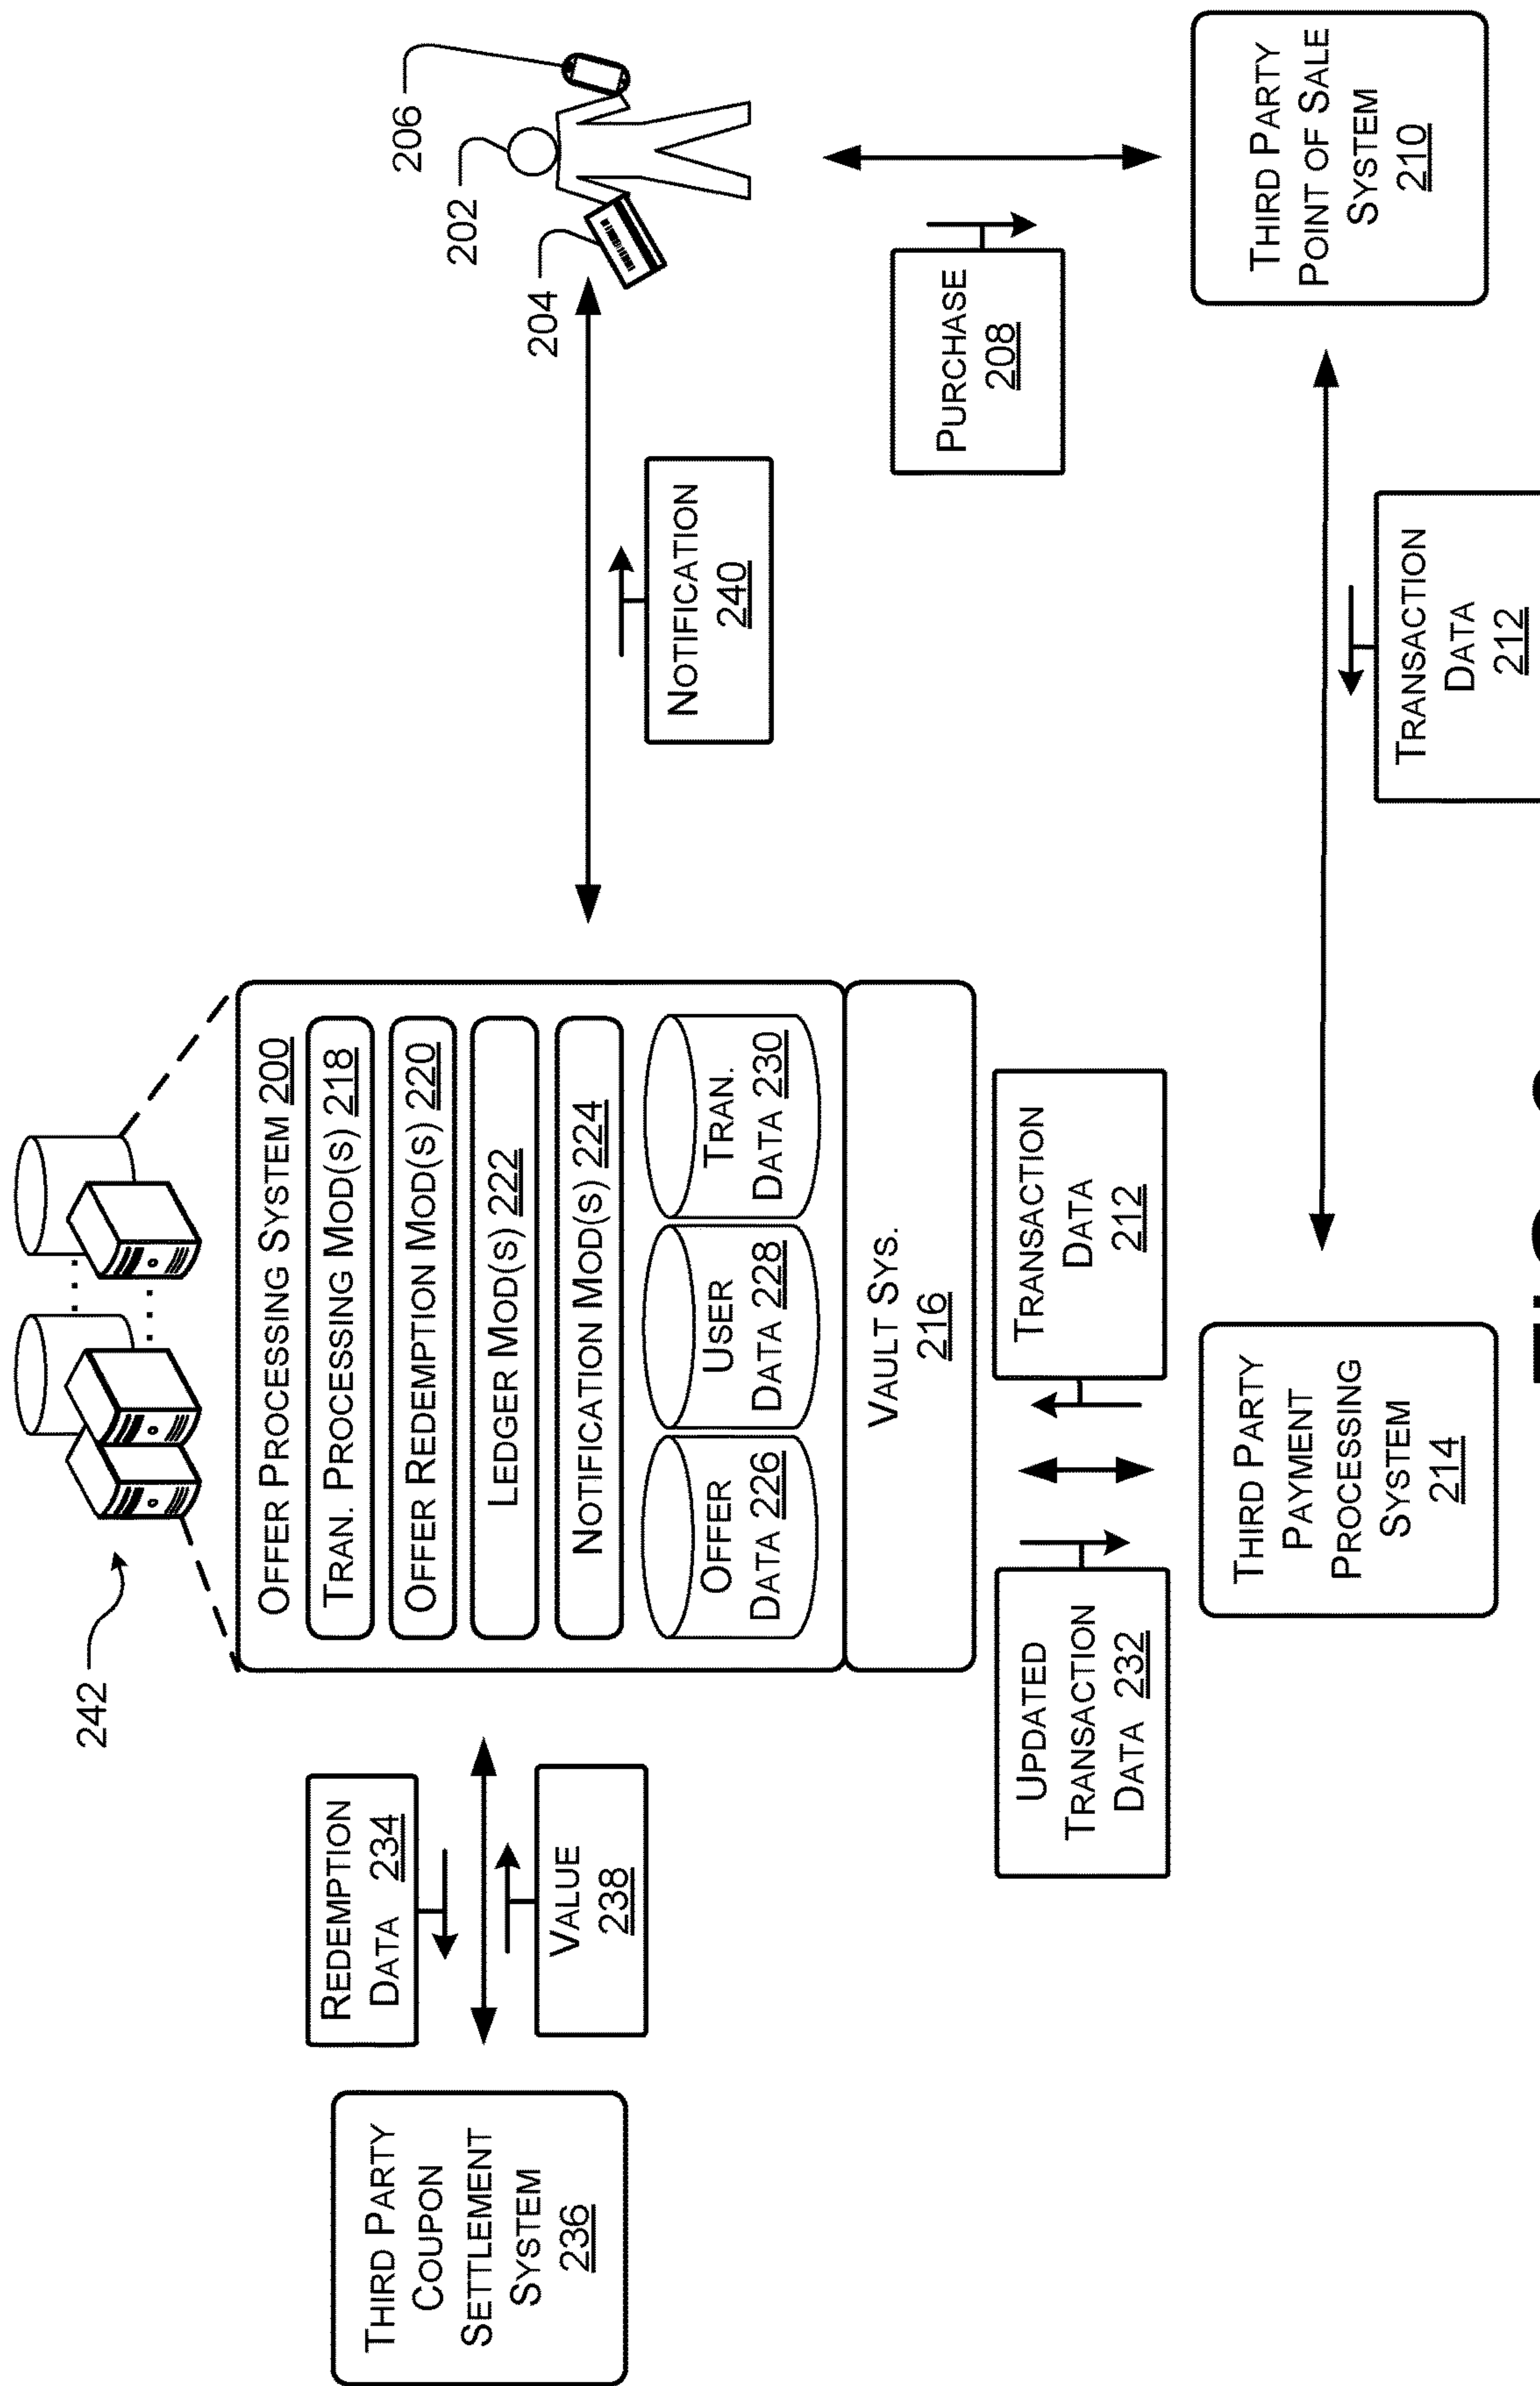 242
OFFER PROCESSING SYSTEM 200
TRAN. PROCESSING MOD(S) 218
OFFER REDEMPTION MOD(S) 220
LEDGER MOD(S) 222
NOTIFICATION MOD(S) 224
OFFER
DATA 226
USER
DATA 228
TRAN.
DATA 230
VAULT SYS.
216
REDEMPTION
DATA 234
VALUE
238
THIRD PARTY
COUPON
SETTLEMENT
SYSTEM
236
206
202
204
NOTIFICATION
240
PURCHASE
208
THIRD PARTY
POINT OF SALE
SYSTEM
210
TRANSACTION
DATA
212
UPDATED
TRANSACTION
DATA 232
TRANSACTION
DATA
212
THIRD PARTY
PAYMENT
PROCESSING
SYSTEM
214